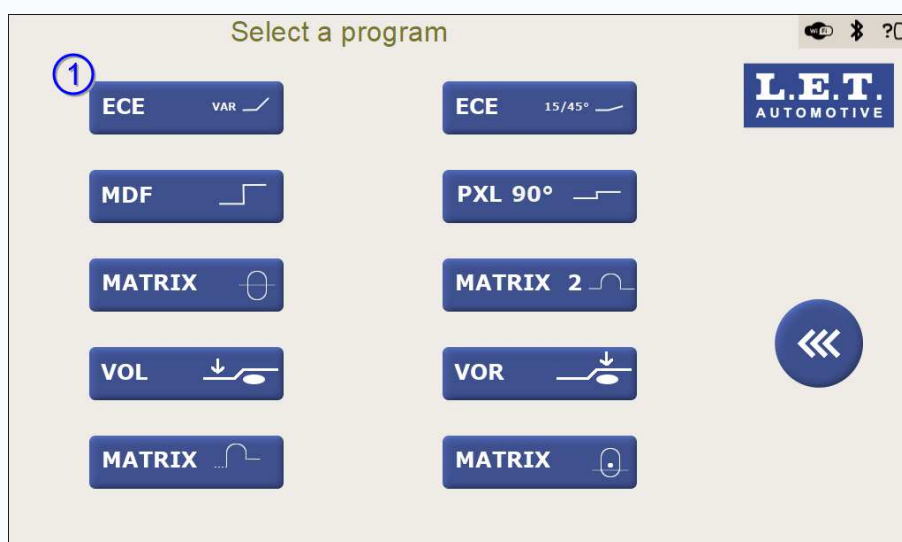 Select a program
WiFi ?
1
ECE VAR
ECE 15/45°
L.E.T.
AUTOMOTIVE
MDF
PXL 90°
MATRIX
MATRIX 2
VOL
VOR
MATRIX ...
MATRIX